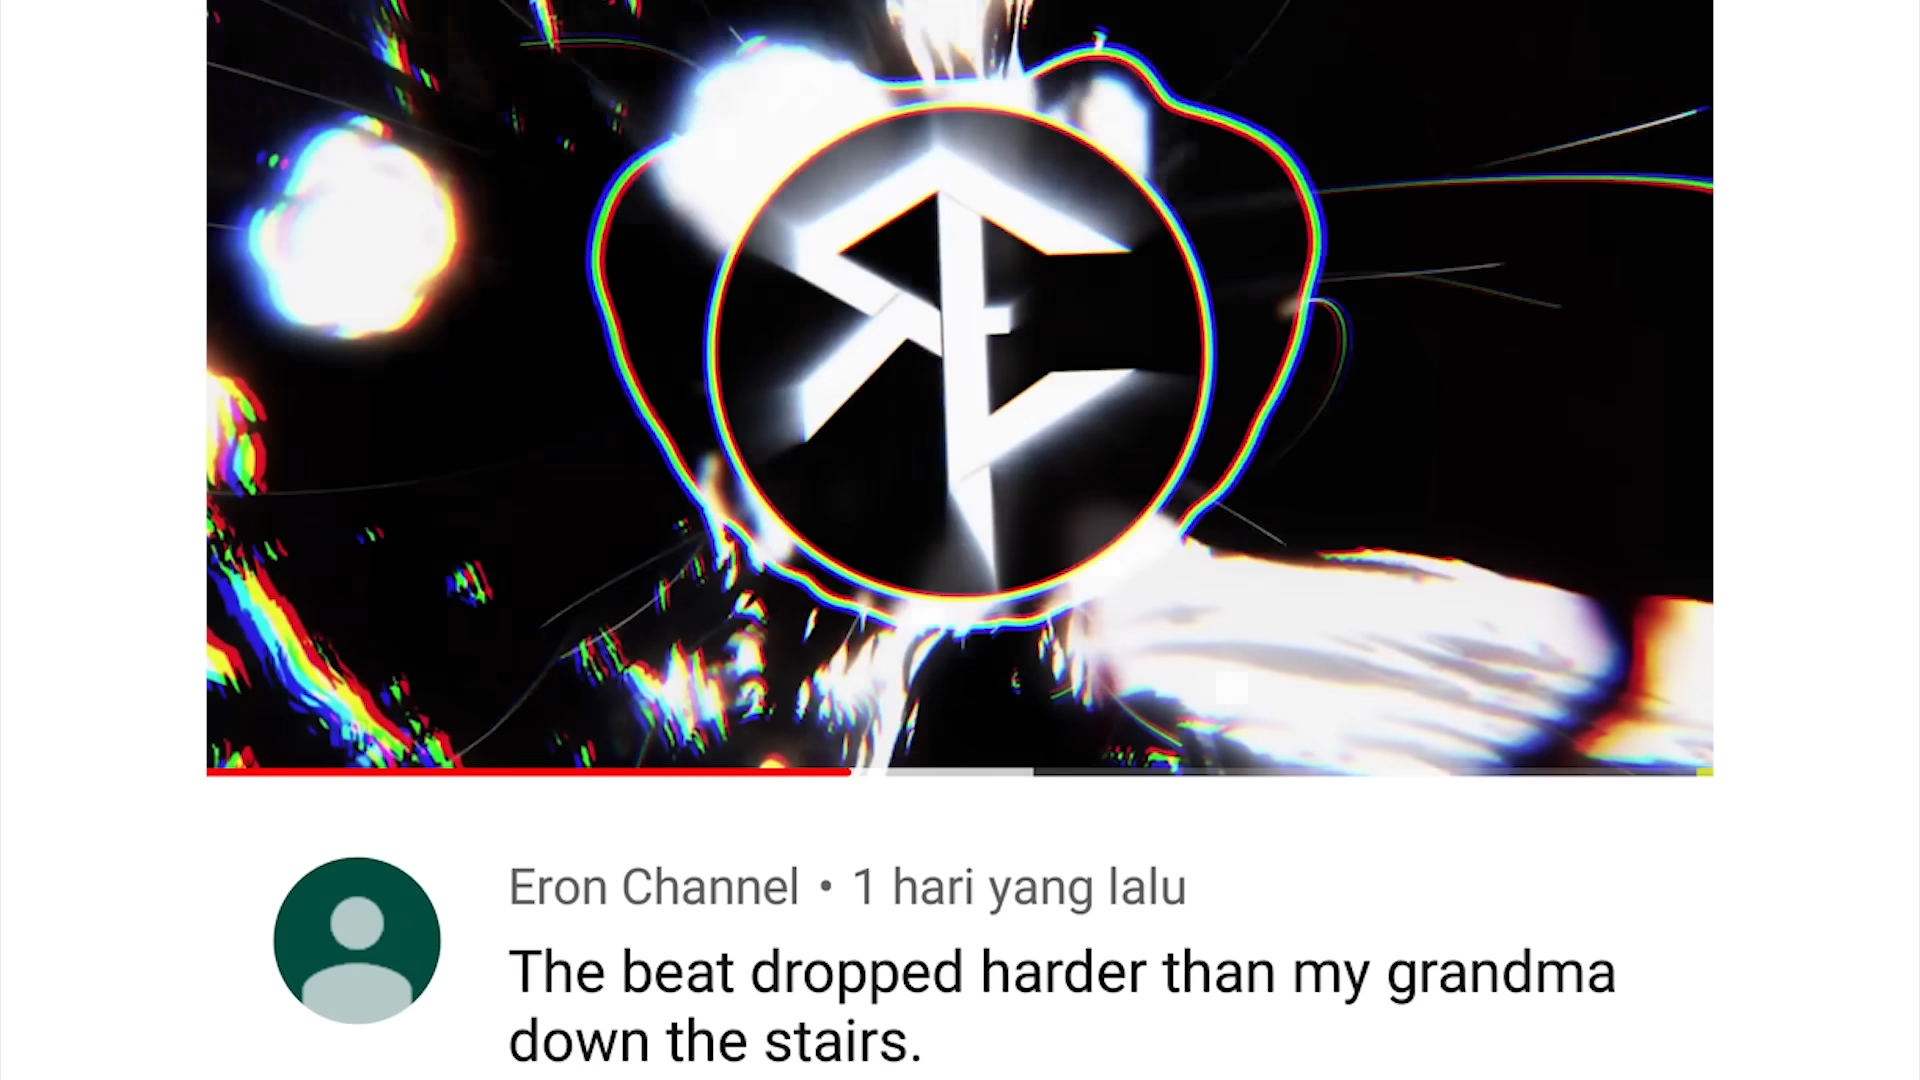 Eron Channel • 1 hari yang lalu
The beat dropped harder than my grandma
down the stairs.